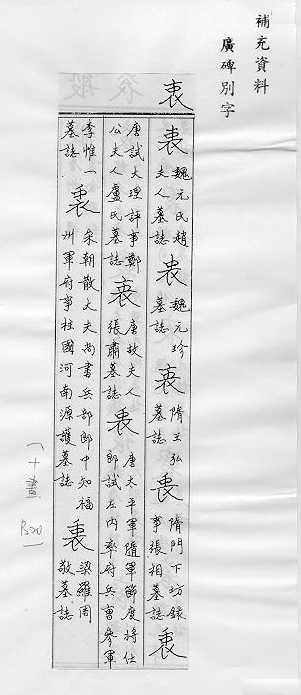 補充資料
廣碑別字
衷
衷 魏元氏趙夫人墓誌 衷 魏元珍墓誌 衷 隋王弘墓誌 衷 隋門下坊錄事張相墓誌 衷
唐試大理評事鄭公夫人盧氏墓誌 衷 唐故夫人張肅墓誌 衷 唐太平軍隨軍節度將仕郎試左內率府兵曹參軍
李惟一墓誌 衷 宋朝散大夫尚書兵部郎中知福州軍府事柱國河南源護墓誌 衷 梁羅周敬墓誌
十畫
B20